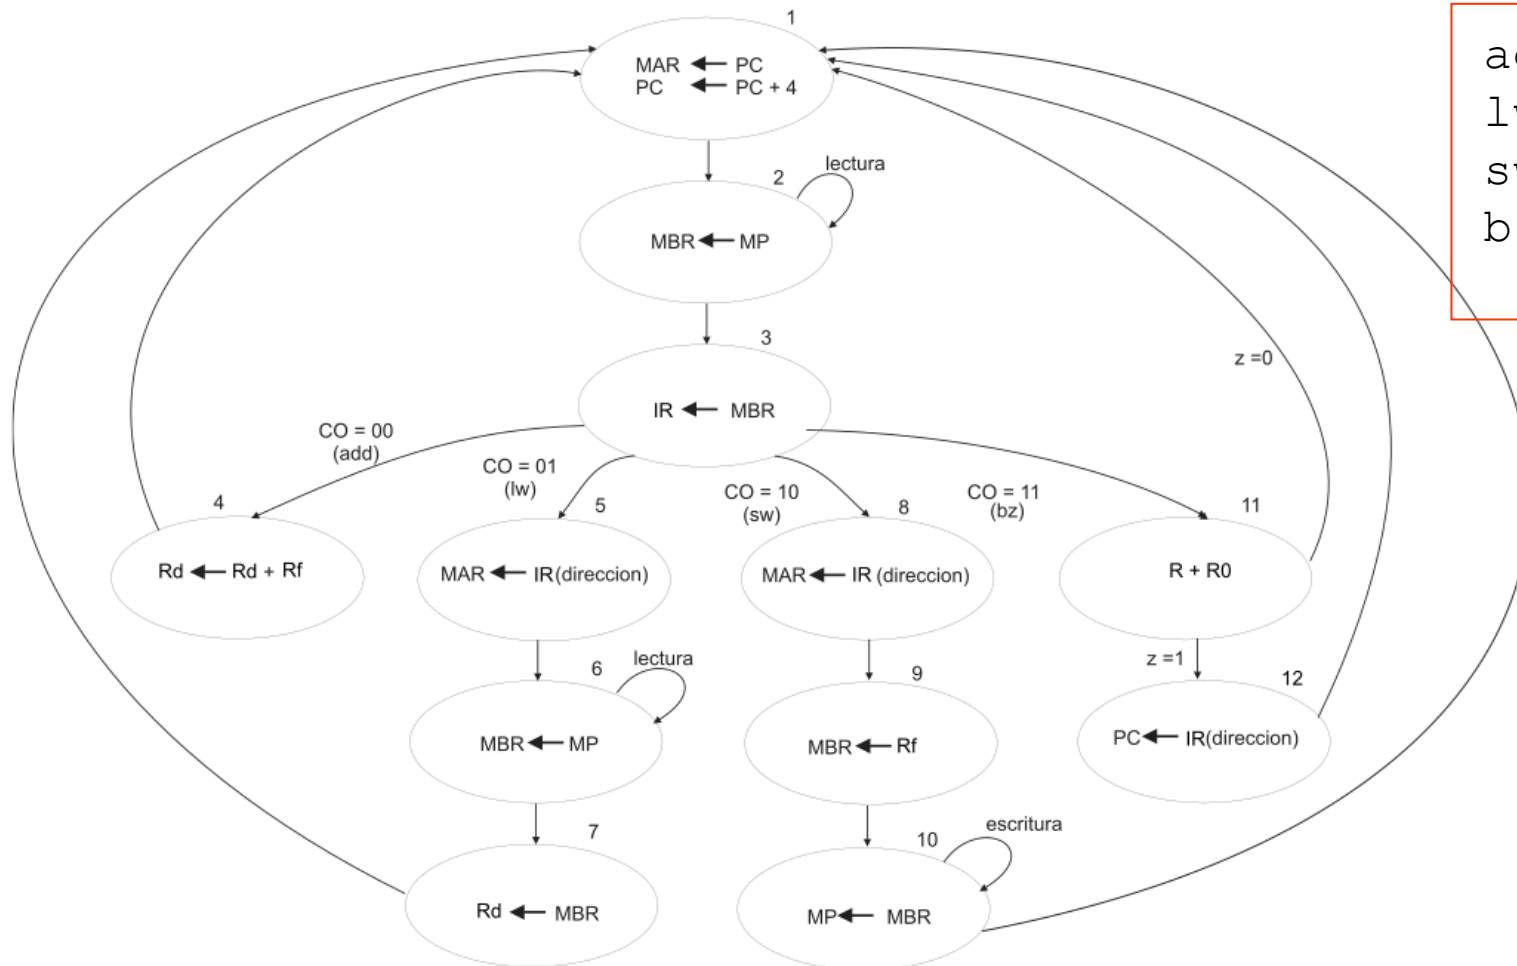 1
MAR ← PC
PC ← PC + 4
2
lectura
MBR ← MP
3
IR ← MBR
z =0
CO = 00
(add)
CO = 01
(lw)
CO = 10
(sw)
CO = 11
(bz)
4
Rd ← Rd + Rf
5
MAR ← IR(direccion)
8
MAR ← IR (direccion)
11
R + R0
z =1
6
lectura
MBR ← MP
9
MBR ← Rf
12
PC ← IR(direccion)
7
Rd ← MBR
10
escritura
MP ← MBR
b